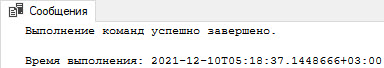 Сообщения
Выполнение команд успешно завершено.
Время выполнения: 2021-12-10T05:18:37.1448666+03:00